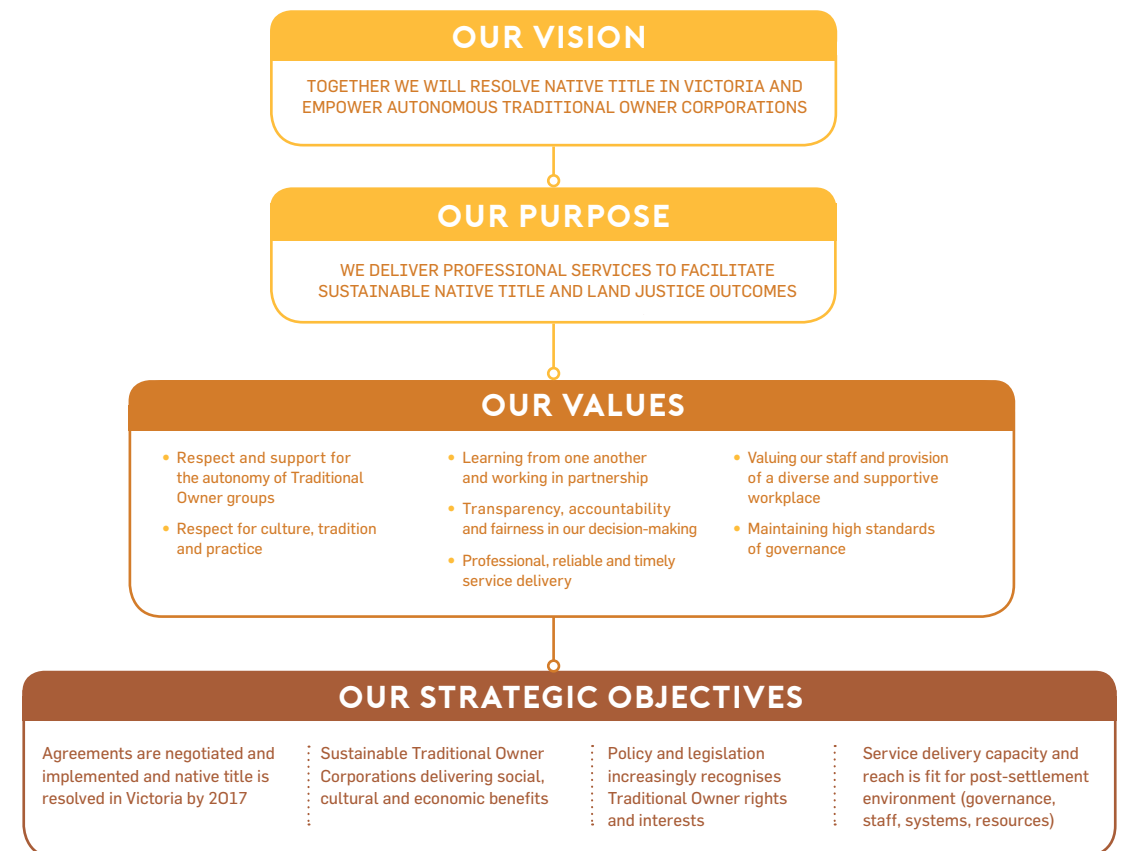 OUR VISION
TOGETHER WE WILL RESOLVE NATIVE TITLE IN VICTORIA AND
EMPOWER AUTONOMOUS TRADITIONAL OWNER CORPORATIONS
OUR PURPOSE
WE DELIVER PROFESSIONAL SERVICES TO FACILITATE
SUSTAINABLE NATIVE TITLE AND LAND JUSTICE OUTCOMES
OUR VALUES
• Respect and support for
the autonomy of Traditional
Owner groups
• Respect for culture, tradition
and practice
• Learning from one another
and working in partnership
• Transparency, accountability
and fairness in our decision-making
• Professional, reliable and timely
service delivery
• Valuing our staff and provision
of a diverse and supportive
workplace
• Maintaining high standards
of governance
OUR STRATEGIC OBJECTIVES
Agreements are negotiated and
implemented and native title is
resolved in Victoria by 2017
Sustainable Traditional Owner
Corporations delivering social,
cultural and economic benefits
Policy and legislation
increasingly recognises
Traditional Owner rights
and interests
Service delivery capacity and
reach is fit for post-settlement
environment (governance,
staff, systems, resources)